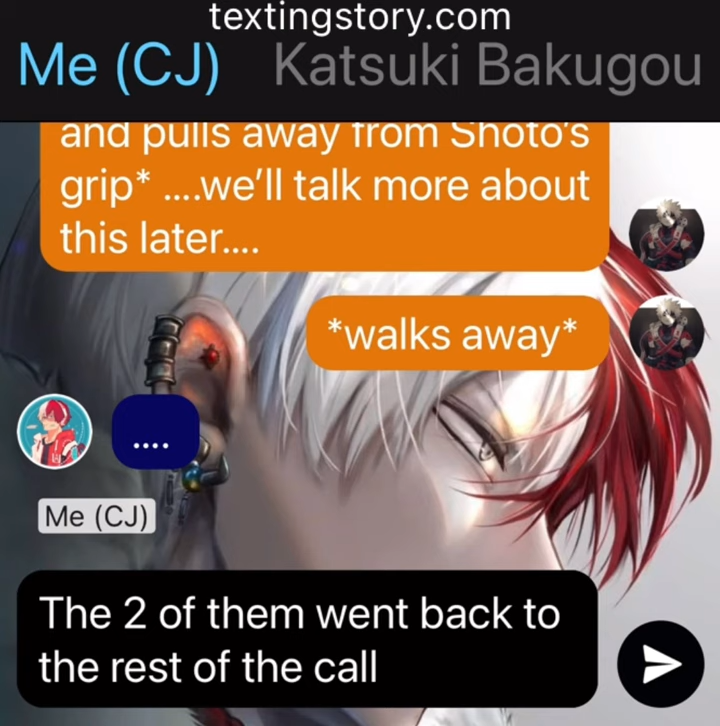 textingstory.com
Me (CJ) Katsuki Bakugou
and pulls away from Shoto's
grip* ....we'll talk more about
this later....
*walks away*
....
Me (CJ)
The 2 of them went back to
the rest of the call